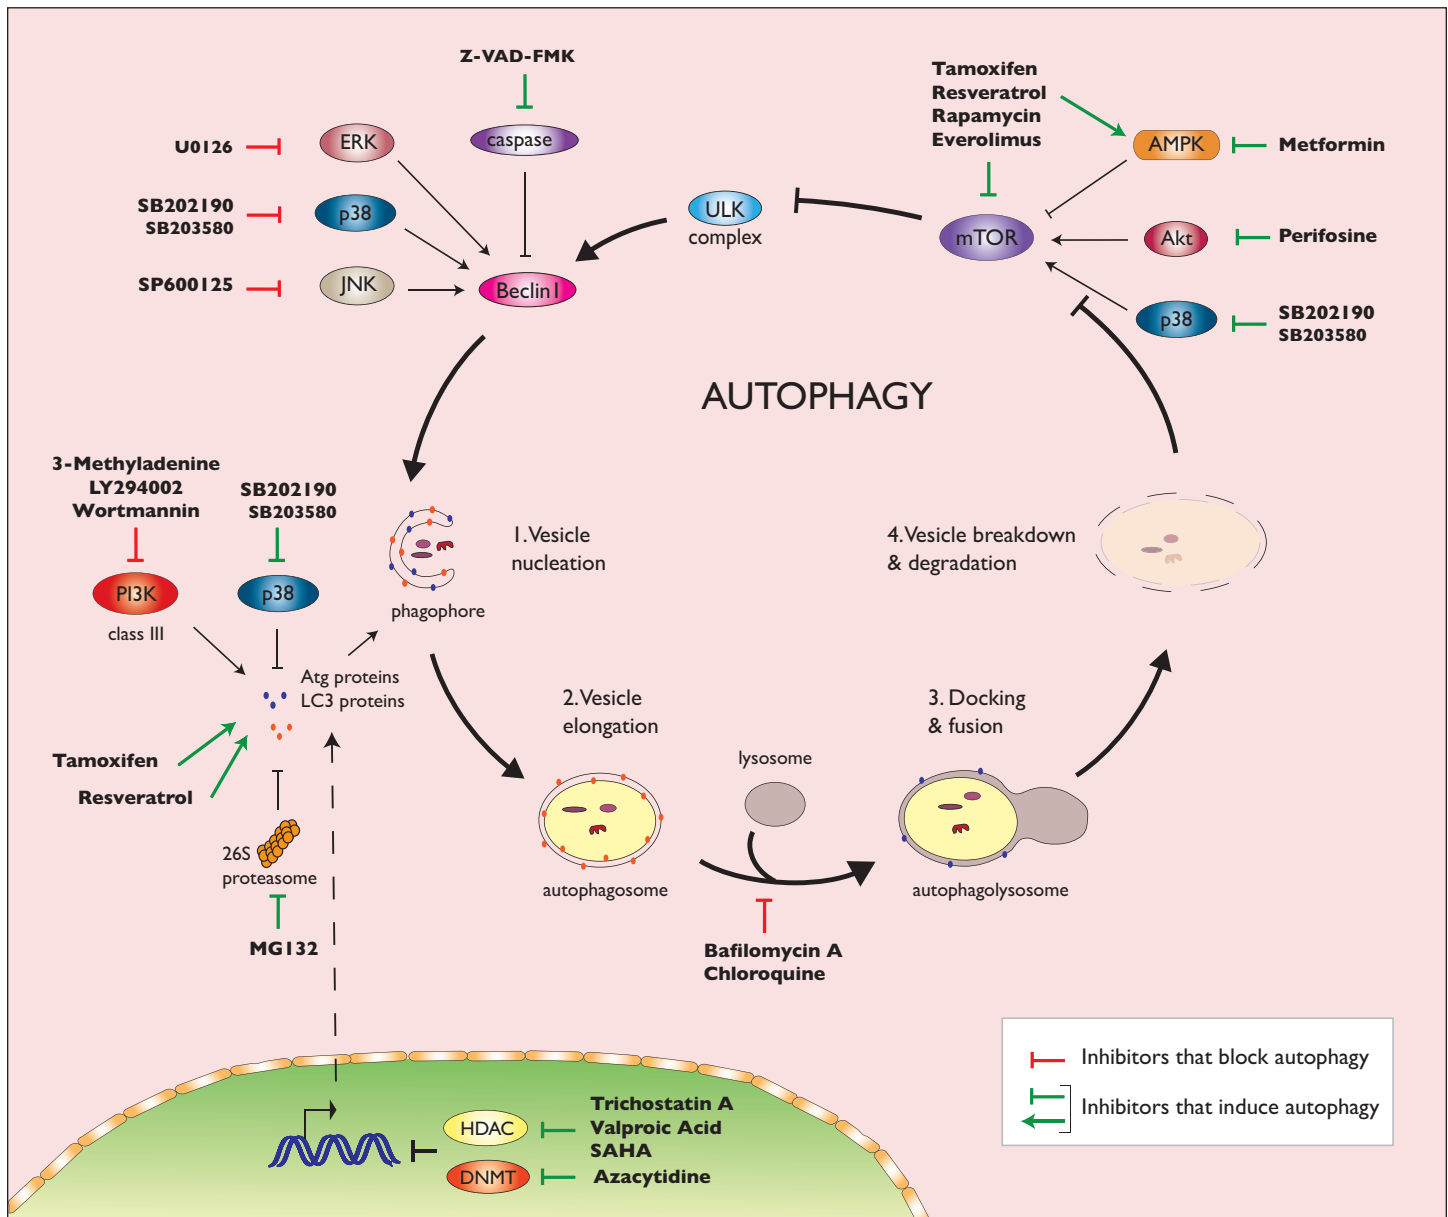 Z-VAD-FMK
caspase
U0126
ERK
SB202190
SB203580
p38
SP600125
JNK
Beclin1
ULK
complex
Tamoxifen
Resveratrol
Rapamycin
Everolimus
AMPK
Metformin
mTOR
Akt
Perifosine
p38
SB202190
SB203580
AUTOPHAGY
3-Methyladenine
LY294002
Wortmannin
SB202190
SB203580
PI3K
class III
p38
1. Vesicle
nucleation
phagophore
4. Vesicle breakdown
& degradation
Atg proteins
LC3 proteins
Tamoxifen
Resveratrol
26S
proteasome
MG132
2. Vesicle
elongation
autophagosome
lysosome
3. Docking
& fusion
autophagolysosome
Bafilomycin A
Chloroquine
Inhibitors that block autophagy
Inhibitors that induce autophagy
HDAC
Trichostatin A
Valproic Acid
SAHA
DNMT
Azacytidine